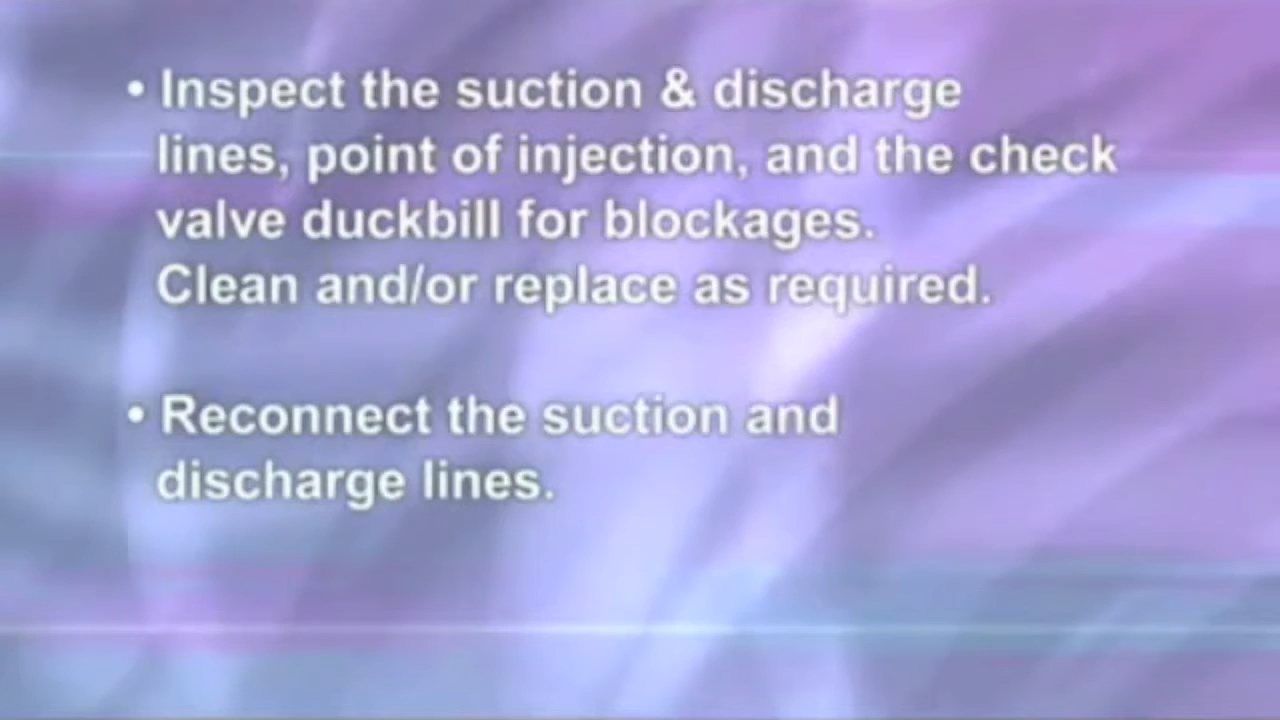 • Inspect the suction & discharge
lines, point of injection, and the check
valve duckbill for blockages.
Clean and/or replace as required.
• Reconnect the suction and
discharge lines.